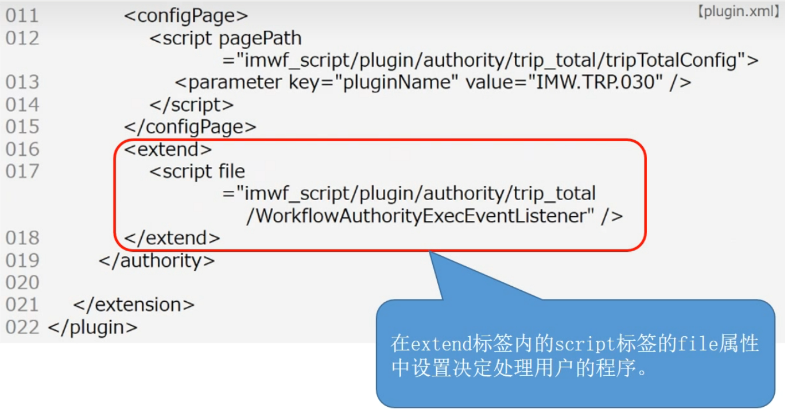 【plugin.xml】
011 <configPage>
012 <script pagePath
="imwf_script/plugin/authority/trip_total/tripTotalConfig">
013 <parameter key="pluginName" value="IMW.TRP.030" />
014 </script>
015 </configPage>
016 <extend>
017 <script file
="imwf_script/plugin/authority/trip_total
/WorkflowAuthorityExecEventListener" />
018 </extend>
019 </authority>
020
021 </extension>
022 </plugin>
在extend标签内的script标签的file属性
中设置决定处理用户的程序。